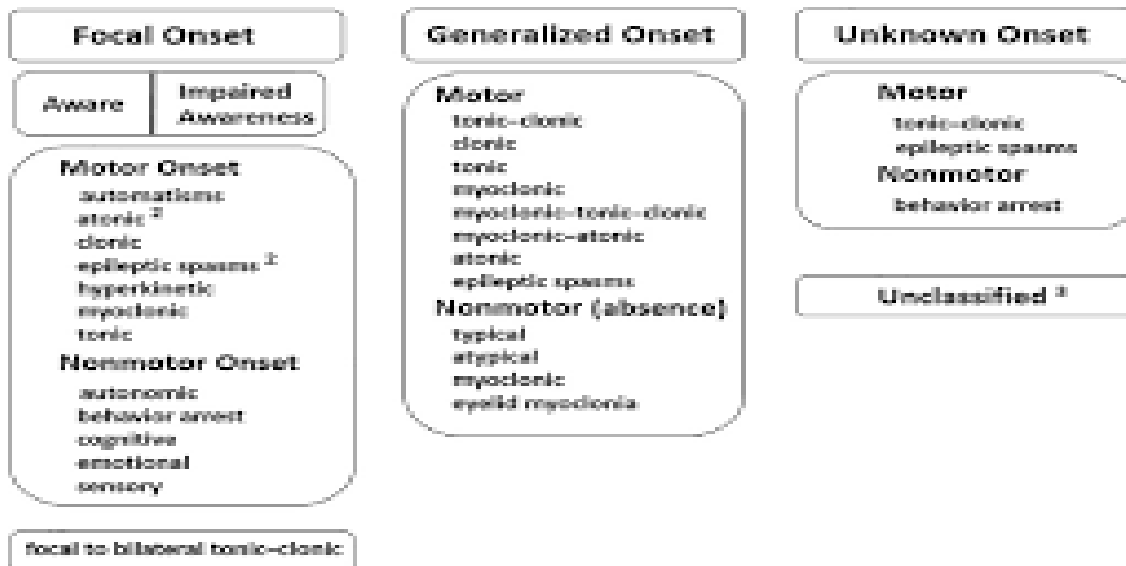 Focal Onset
Aware
Impaired
Awareness
Motor Onset
automatisms
atonic ²
clonic
epileptic spasms ²
hyperkinetic
myoclonic
tonic
Nonmotor Onset
autonomic
behavior arrest
cognitive
emotional
sensory
focal to bilateral tonic-clonic
Generalized Onset
Motor
tonic-clonic
clonic
tonic
myoclonic
myoclonic-tonic-clonic
myoclonic-atonic
atonic
epileptic spasms
Nonmotor (absence)
typical
atypical
myoclonic
eyelid myoclonia
Unknown Onset
Motor
tonic-clonic
epileptic spasms
Nonmotor
behavior arrest
Unclassified ³